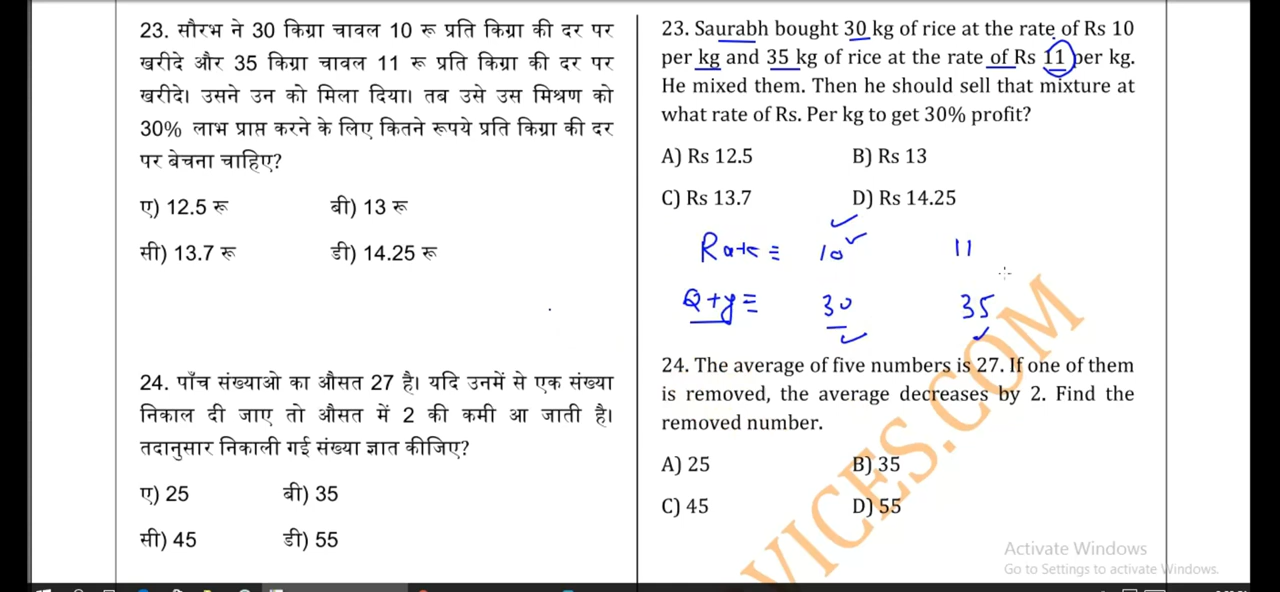 23. सौरभ ने 30 किग्रा चावल 10 रू प्रति किग्रा की दर पर
खरीदे और 35 किग्रा चावल 11 रू प्रति किग्रा की दर पर
खरीदे। उसने उन को मिला दिया। तब उसे उस मिश्रण को
30% लाभ प्राप्त करने के लिए कितने रूपये प्रति किग्रा की दर
पर बेचना चाहिए?
ए) 12.5 रू बी) 13 रू
सी) 13.7 रू डी) 14.25 रू
24. पाँच संख्याओ का औसत 27 है। यदि उनमें से एक संख्या
निकाल दी जाए तो औसत में 2 की कमी आ जाती है।
तदानुसार निकाली गई संख्या ज्ञात कीजिए?
ए) 25 बी) 35
सी) 45 डी) 55
23. Saurabh bought 30 kg of rice at the rate of Rs 10
per kg and 35 kg of rice at the rate of Rs 11 per kg.
He mixed them. Then he should sell that mixture at
what rate of Rs. Per kg to get 30% profit?
A) Rs 12.5 B) Rs 13
C) Rs 13.7 D) Rs 14.25
Rate ≡ 10 11
Qty ≡ 30 35
24. The average of five numbers is 27. If one of them
is removed, the average decreases by 2. Find the
removed number.
A) 25 B) 35
C) 45 D) 55
VICES.COM
Activate Windows
Go to Settings to activate Windows.